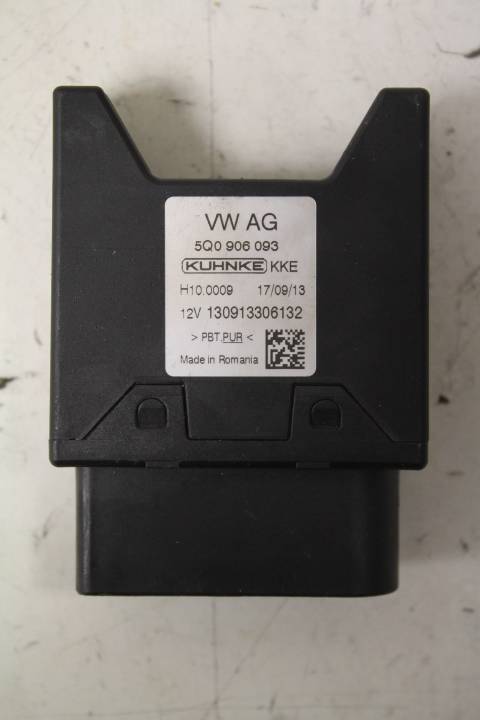 VW AG
5Q0 906 093
KUHNKE KKE
H10.0009 17/09/13
12V 130913306132
> PBT.PUR <
Made in Romania